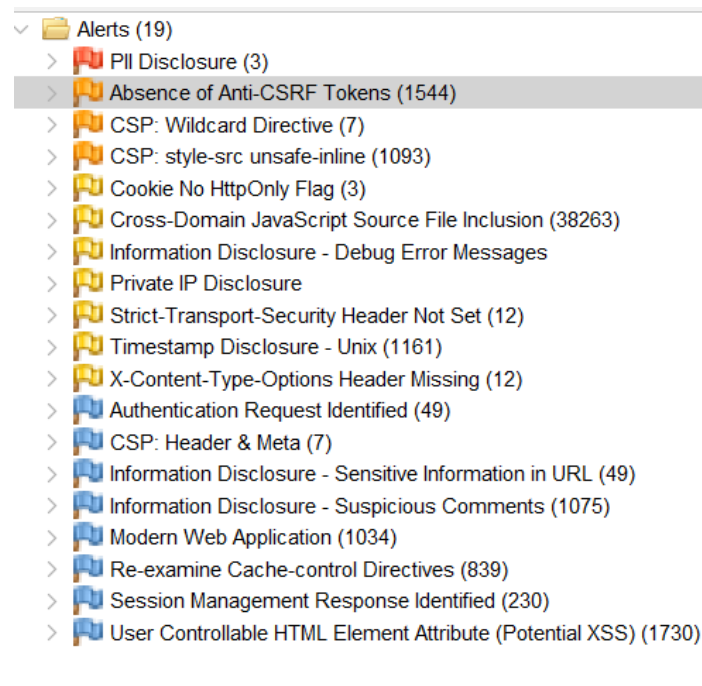 Alerts (19)
PII Disclosure (3)
Absence of Anti-CSRF Tokens (1544)
CSP: Wildcard Directive (7)
CSP: style-src unsafe-inline (1093)
Cookie No HttpOnly Flag (3)
Cross-Domain JavaScript Source File Inclusion (38263)
Information Disclosure - Debug Error Messages
Private IP Disclosure
Strict-Transport-Security Header Not Set (12)
Timestamp Disclosure - Unix (1161)
X-Content-Type-Options Header Missing (12)
Authentication Request Identified (49)
CSP: Header & Meta (7)
Information Disclosure - Sensitive Information in URL (49)
Information Disclosure - Suspicious Comments (1075)
Modern Web Application (1034)
Re-examine Cache-control Directives (839)
Session Management Response Identified (230)
User Controllable HTML Element Attribute (Potential XSS) (1730)